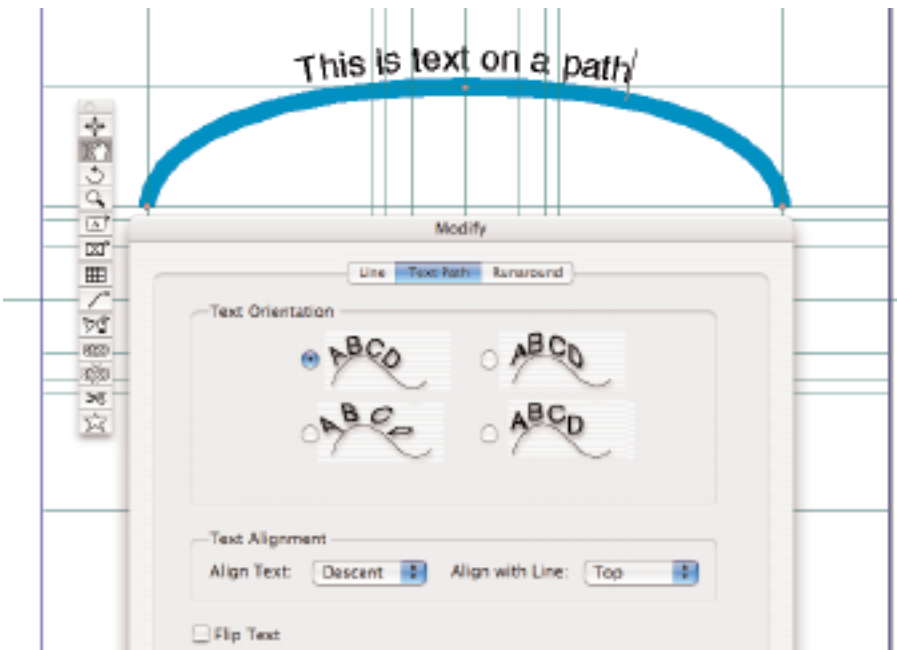 This is text on a path
Modify
Line Text Path Runaround
Text Orientation
ABCD ABCD
ABC ABCD
Text Alignment
Align Text: Descent Align with Line: Top
Flip Text